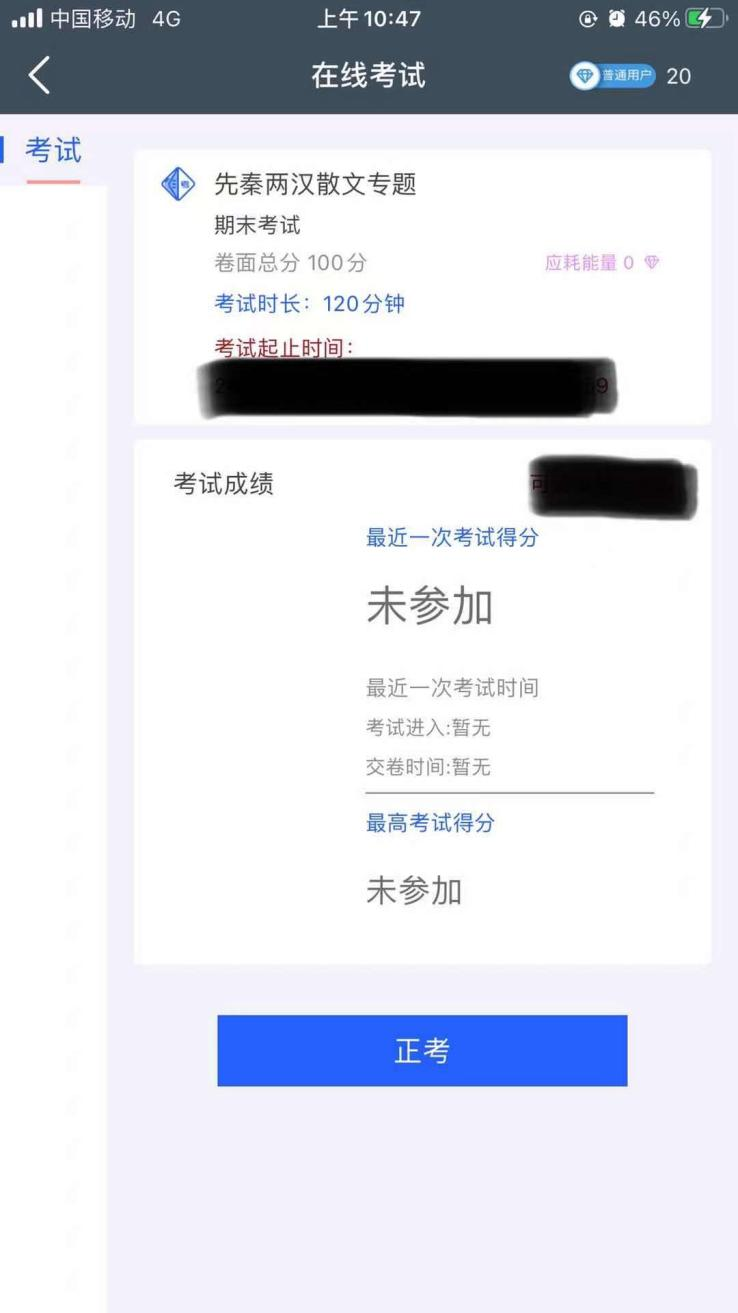 中国移动 4G 上午10:47 46%
在线考试 普通用户 20
考试
先秦两汉散文专题
期末考试
卷面总分 100分 应耗能量 0
考试时长：120分钟
考试起止时间：
考试成绩
最近一次考试得分
未参加
最近一次考试时间
考试进入:暂无
交卷时间:暂无
最高考试得分
未参加
正考